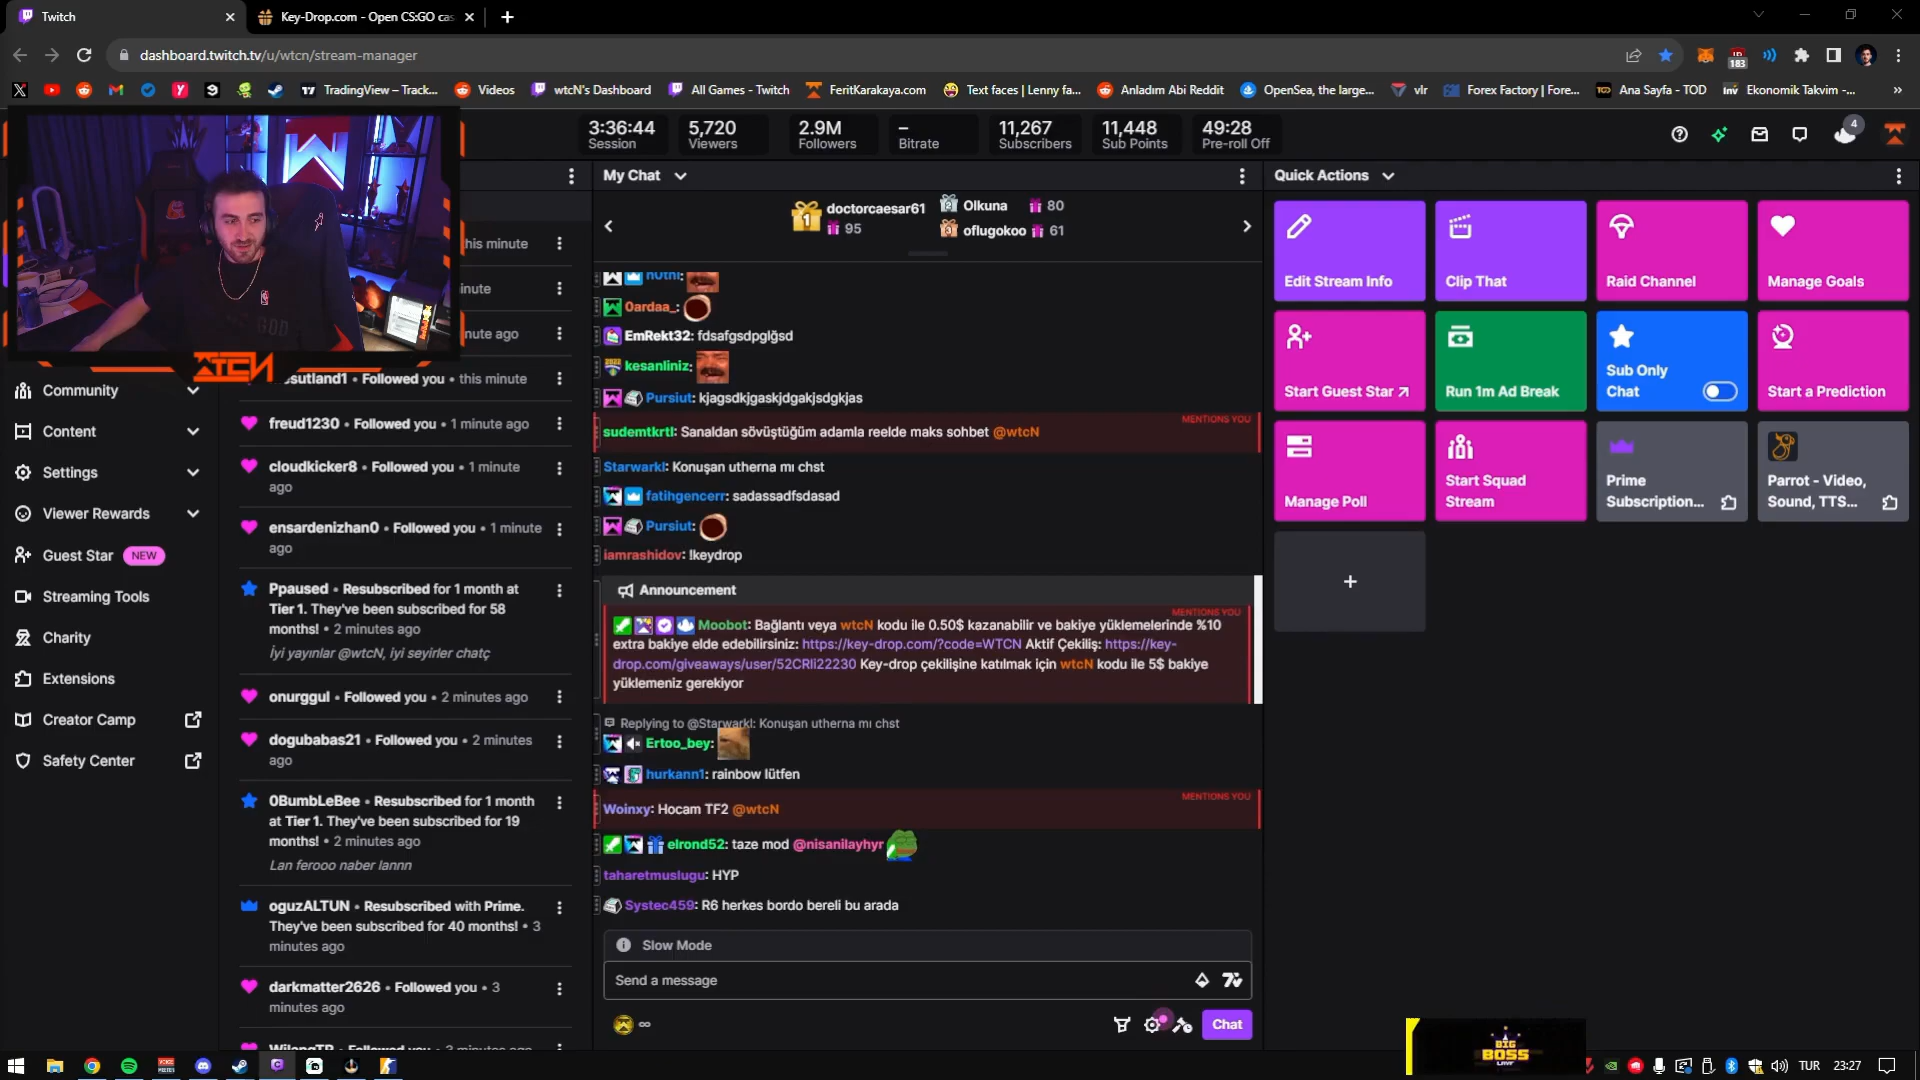 Twitch
Key-Drop.com - Open CS:GO cas
dashboard.twitch.tv/u/wtcn/stream-manager
183
TradingView – Track...
Videos
wtcN's Dashboard
All Games - Twitch
FeritKarakaya.com
Text faces | Lenny fa...
Anladım Abi Reddit
OpenSea, the large...
vlr
Forex Factory | Fore...
Ana Sayfa - TOD
Ekonomik Takvim -...
3:36:44
Session
5,720
Viewers
2.9M
Followers
–
Bitrate
11,267
Subscribers
11,448
Sub Points
49:28
Pre-roll Off
4
WTCN
Community
Content
Settings
Viewer Rewards
Guest Star NEW
Streaming Tools
Charity
Extensions
Creator Camp
Safety Center
his minute
inute
nute ago
sutland1 • Followed you • this minute
freud1230 • Followed you • 1 minute ago
cloudkicker8 • Followed you • 1 minute
ago
ensardenizhan0 • Followed you • 1 minute
ago
Ppaused • Resubscribed for 1 month at
Tier 1. They've been subscribed for 58
months! • 2 minutes ago
İyi yayınlar @wtcN, iyi seyirler chatç
onurggul • Followed you • 2 minutes ago
dogubabas21 • Followed you • 2 minutes
ago
0BumbLeBee • Resubscribed for 1 month
at Tier 1. They've been subscribed for 19
months! • 2 minutes ago
Lan ferooo naber lannn
oguzALTUN • Resubscribed with Prime.
They've been subscribed for 40 months! • 3
minutes ago
darkmatter2626 • Followed you • 3
minutes ago
My Chat
1 doctorcaesar61
95
2 Olkuna 80
3 oflugokoo 61
0ardaa_:
EmRekt32: fdsafgsdpglğsd
kesanliniz:
Pursiut: kjagsdkjgaskjdgakjsdgkjas
MENTIONS YOU
sudemtkrtl: Sanaldan sövüştüğüm adamla reelde maks sohbet @wtcN
Starwarkl: Konuşan utherna mı chst
fatihgencerr: sadassadfsdasad
Pursiut:
iamrashidov: !keydrop
Announcement
MENTIONS YOU
Moobot: Bağlantı veya wtcN kodu ile 0.50$ kazanabilir ve bakiye yüklemelerinde %10
extra bakiye elde edebilirsiniz: https://key-drop.com/?code=WTCN Aktif Çekiliş: https://key-
drop.com/giveaways/user/52CRli22230 Key-drop çekilişine katılmak için wtcN kodu ile 5$ bakiye
yüklemeniz gerekiyor
Replying to @Starwarkl: Konuşan utherna mı chst
Ertoo_bey:
hurkann1: rainbow lütfen
MENTIONS YOU
Woinxy: Hocam TF2 @wtcN
elrond52: taze mod @nisanilayhyr
taharetmuslugu: HYP
Systec459: R6 herkes bordo bereli bu arada
Slow Mode
Send a message
Chat
Quick Actions
Edit Stream Info
Clip That
Raid Channel
Manage Goals
Start Guest Star
Run 1m Ad Break
Sub Only
Chat
Start a Prediction
Manage Poll
Start Squad
Stream
Prime
Subscription...
Parrot - Video,
Sound, TTS...
BIG
BOSS
TUR
23:27